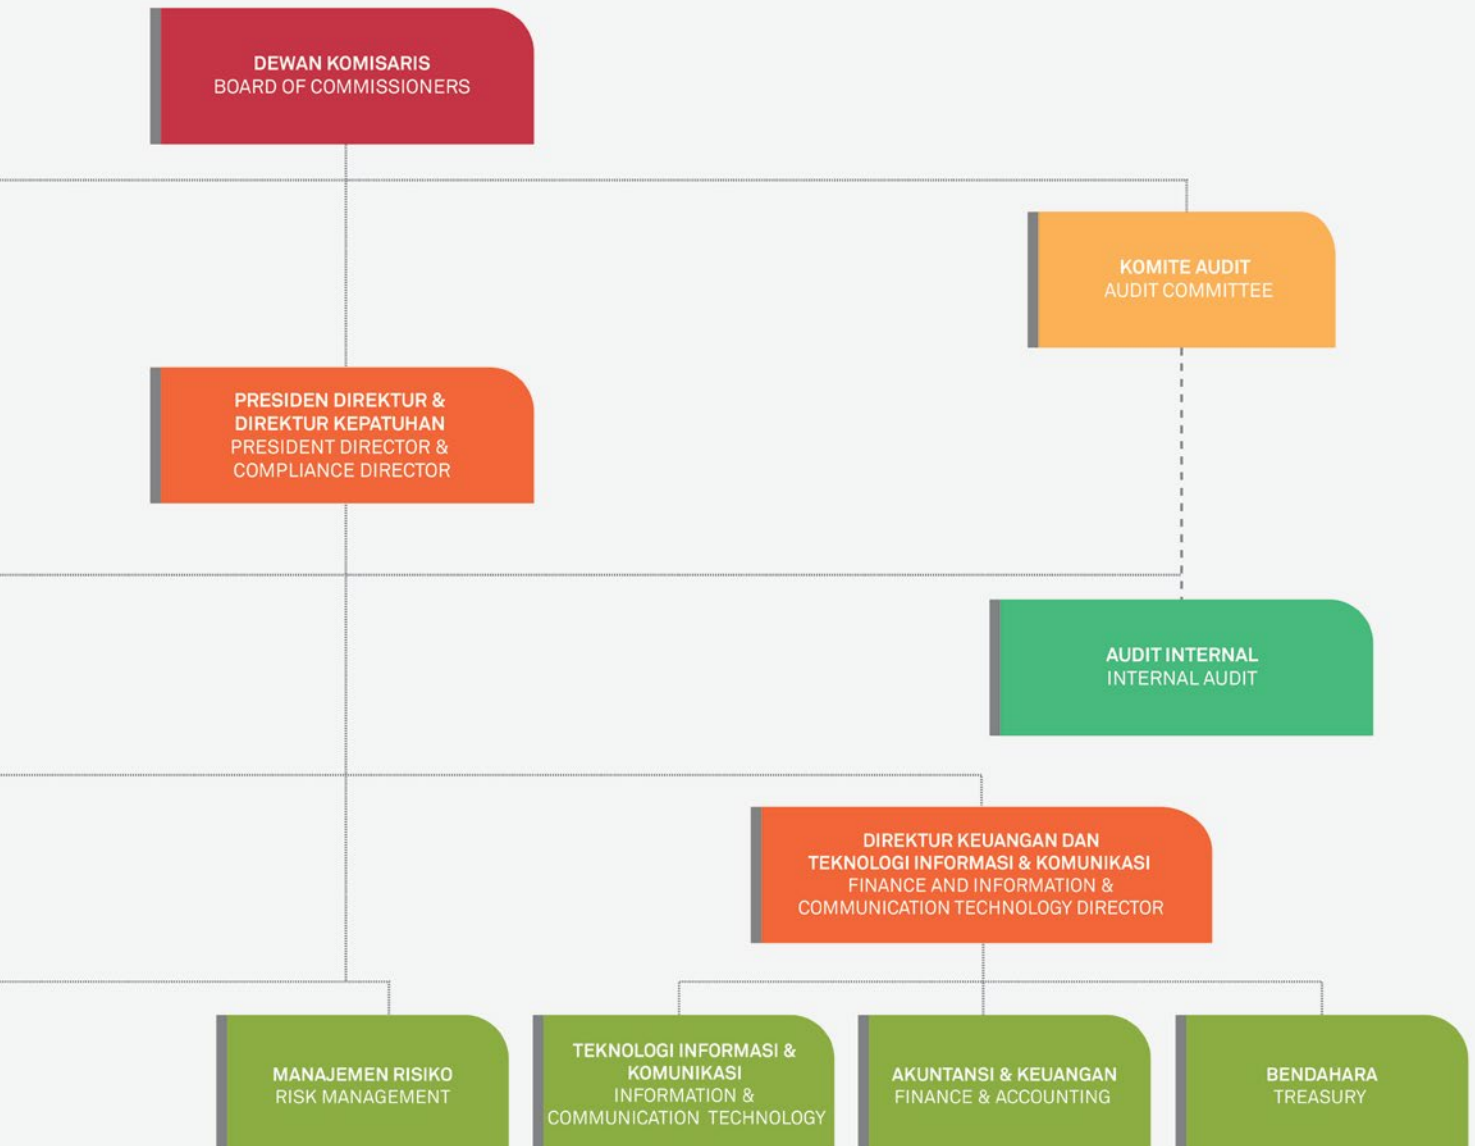 DEWAN KOMISARIS
BOARD OF COMMISSIONERS
KOMITE AUDIT
AUDIT COMMITTEE
PRESIDEN DIREKTUR &
DIREKTUR KEPATUHAN
PRESIDENT DIRECTOR &
COMPLIANCE DIRECTOR
AUDIT INTERNAL
INTERNAL AUDIT
DIREKTUR KEUANGAN DAN
TEKNOLOGI INFORMASI & KOMUNIKASI
FINANCE AND INFORMATION &
COMMUNICATION TECHNOLOGY DIRECTOR
MANAJEMEN RISIKO
RISK MANAGEMENT
TEKNOLOGI INFORMASI &
KOMUNIKASI
INFORMATION &
COMMUNICATION TECHNOLOGY
AKUNTANSI & KEUANGAN
FINANCE & ACCOUNTING
BENDAHARA
TREASURY